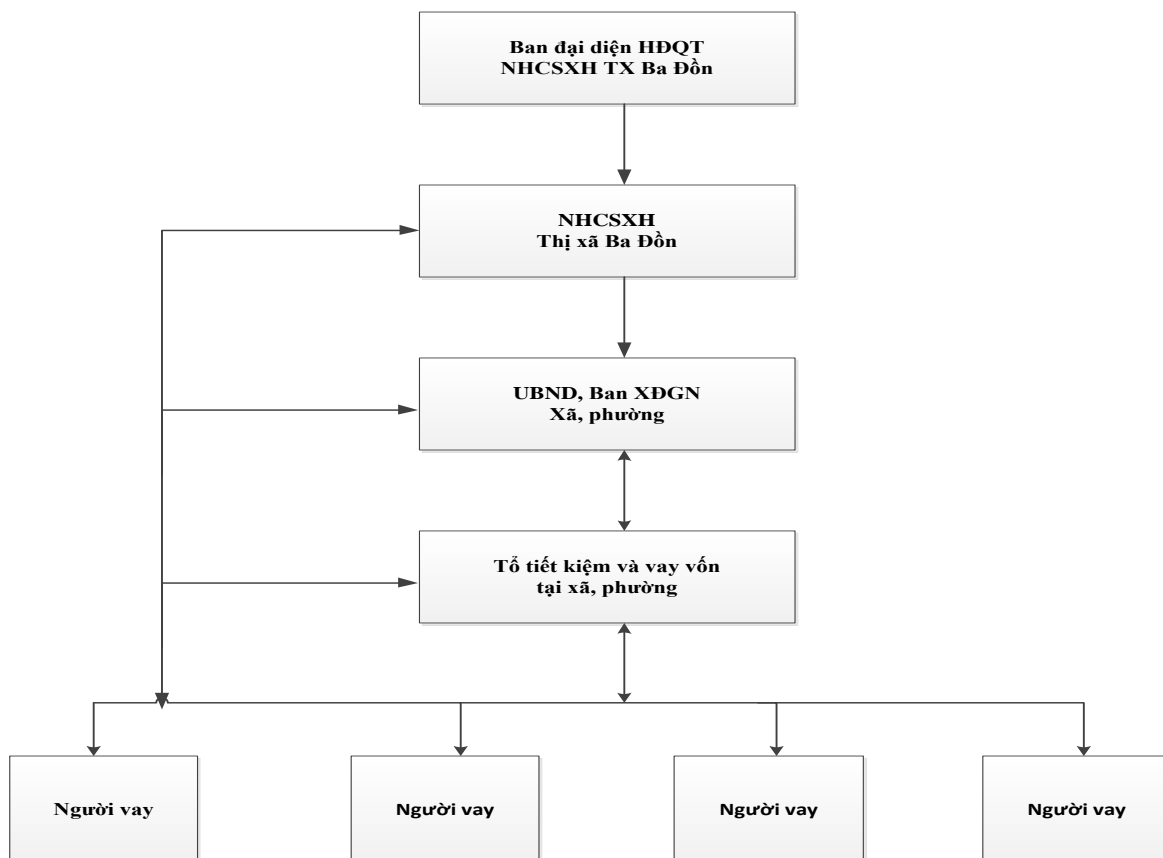 Ban đại diện HĐQT
NHCSXH TX Ba Đồn
NHCSXH
Thị xã Ba Đồn
UBND, Ban XĐGN
Xã, phường
Tổ tiết kiệm và vay vốn
tại xã, phường
Người vay
Người vay
Người vay
Người vay